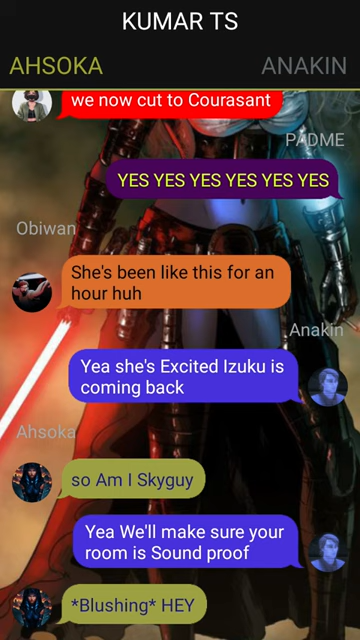 KUMAR TS
AHSOKA
ANAKIN
we now cut to Courasant
PADME
YES YES YES YES YES YES
Obiwan
She's been like this for an
hour huh
Anakin
Yea she's Excited Izuku is
coming back
Ahsoka
so Am I Skyguy
Yea We'll make sure your
room is Sound proof
*Blushing* HEY